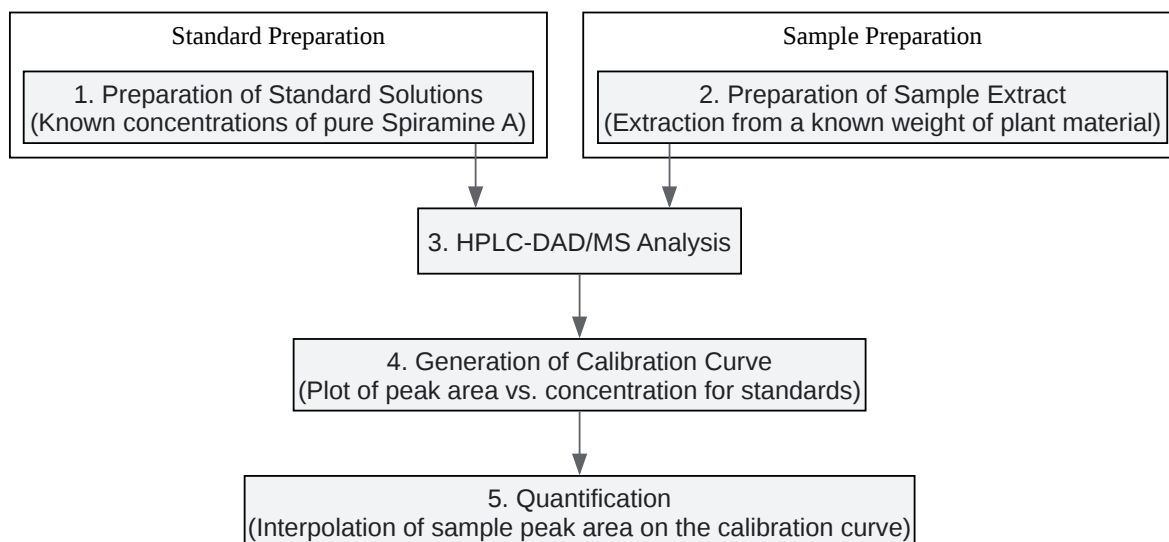 Standard Preparation
1. Preparation of Standard Solutions
(Known concentrations of pure Spiramine A)
Sample Preparation
2. Preparation of Sample Extract
(Extraction from a known weight of plant material)
3. HPLC-DAD/MS Analysis
4. Generation of Calibration Curve
(Plot of peak area vs. concentration for standards)
5. Quantification
(Interpolation of sample peak area on the calibration curve)